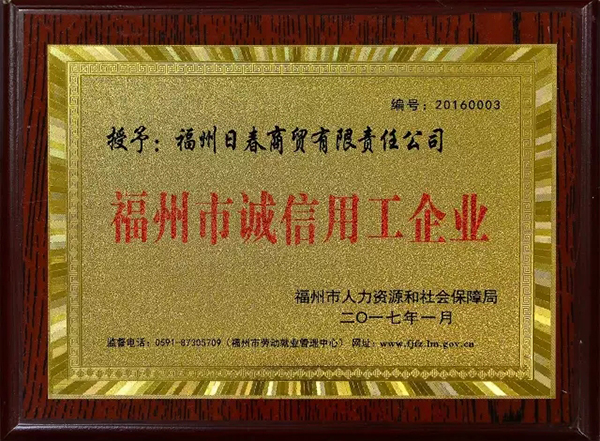 编号：20160003
授予：福州日春商贸有限责任公司
福州市诚信用工企业
福州市人力资源和社会保障局
二〇一七年一月
监督电话：0591-87305709（福州市劳动就业管理中心）网址：www.fjfz.lm.gov.cn